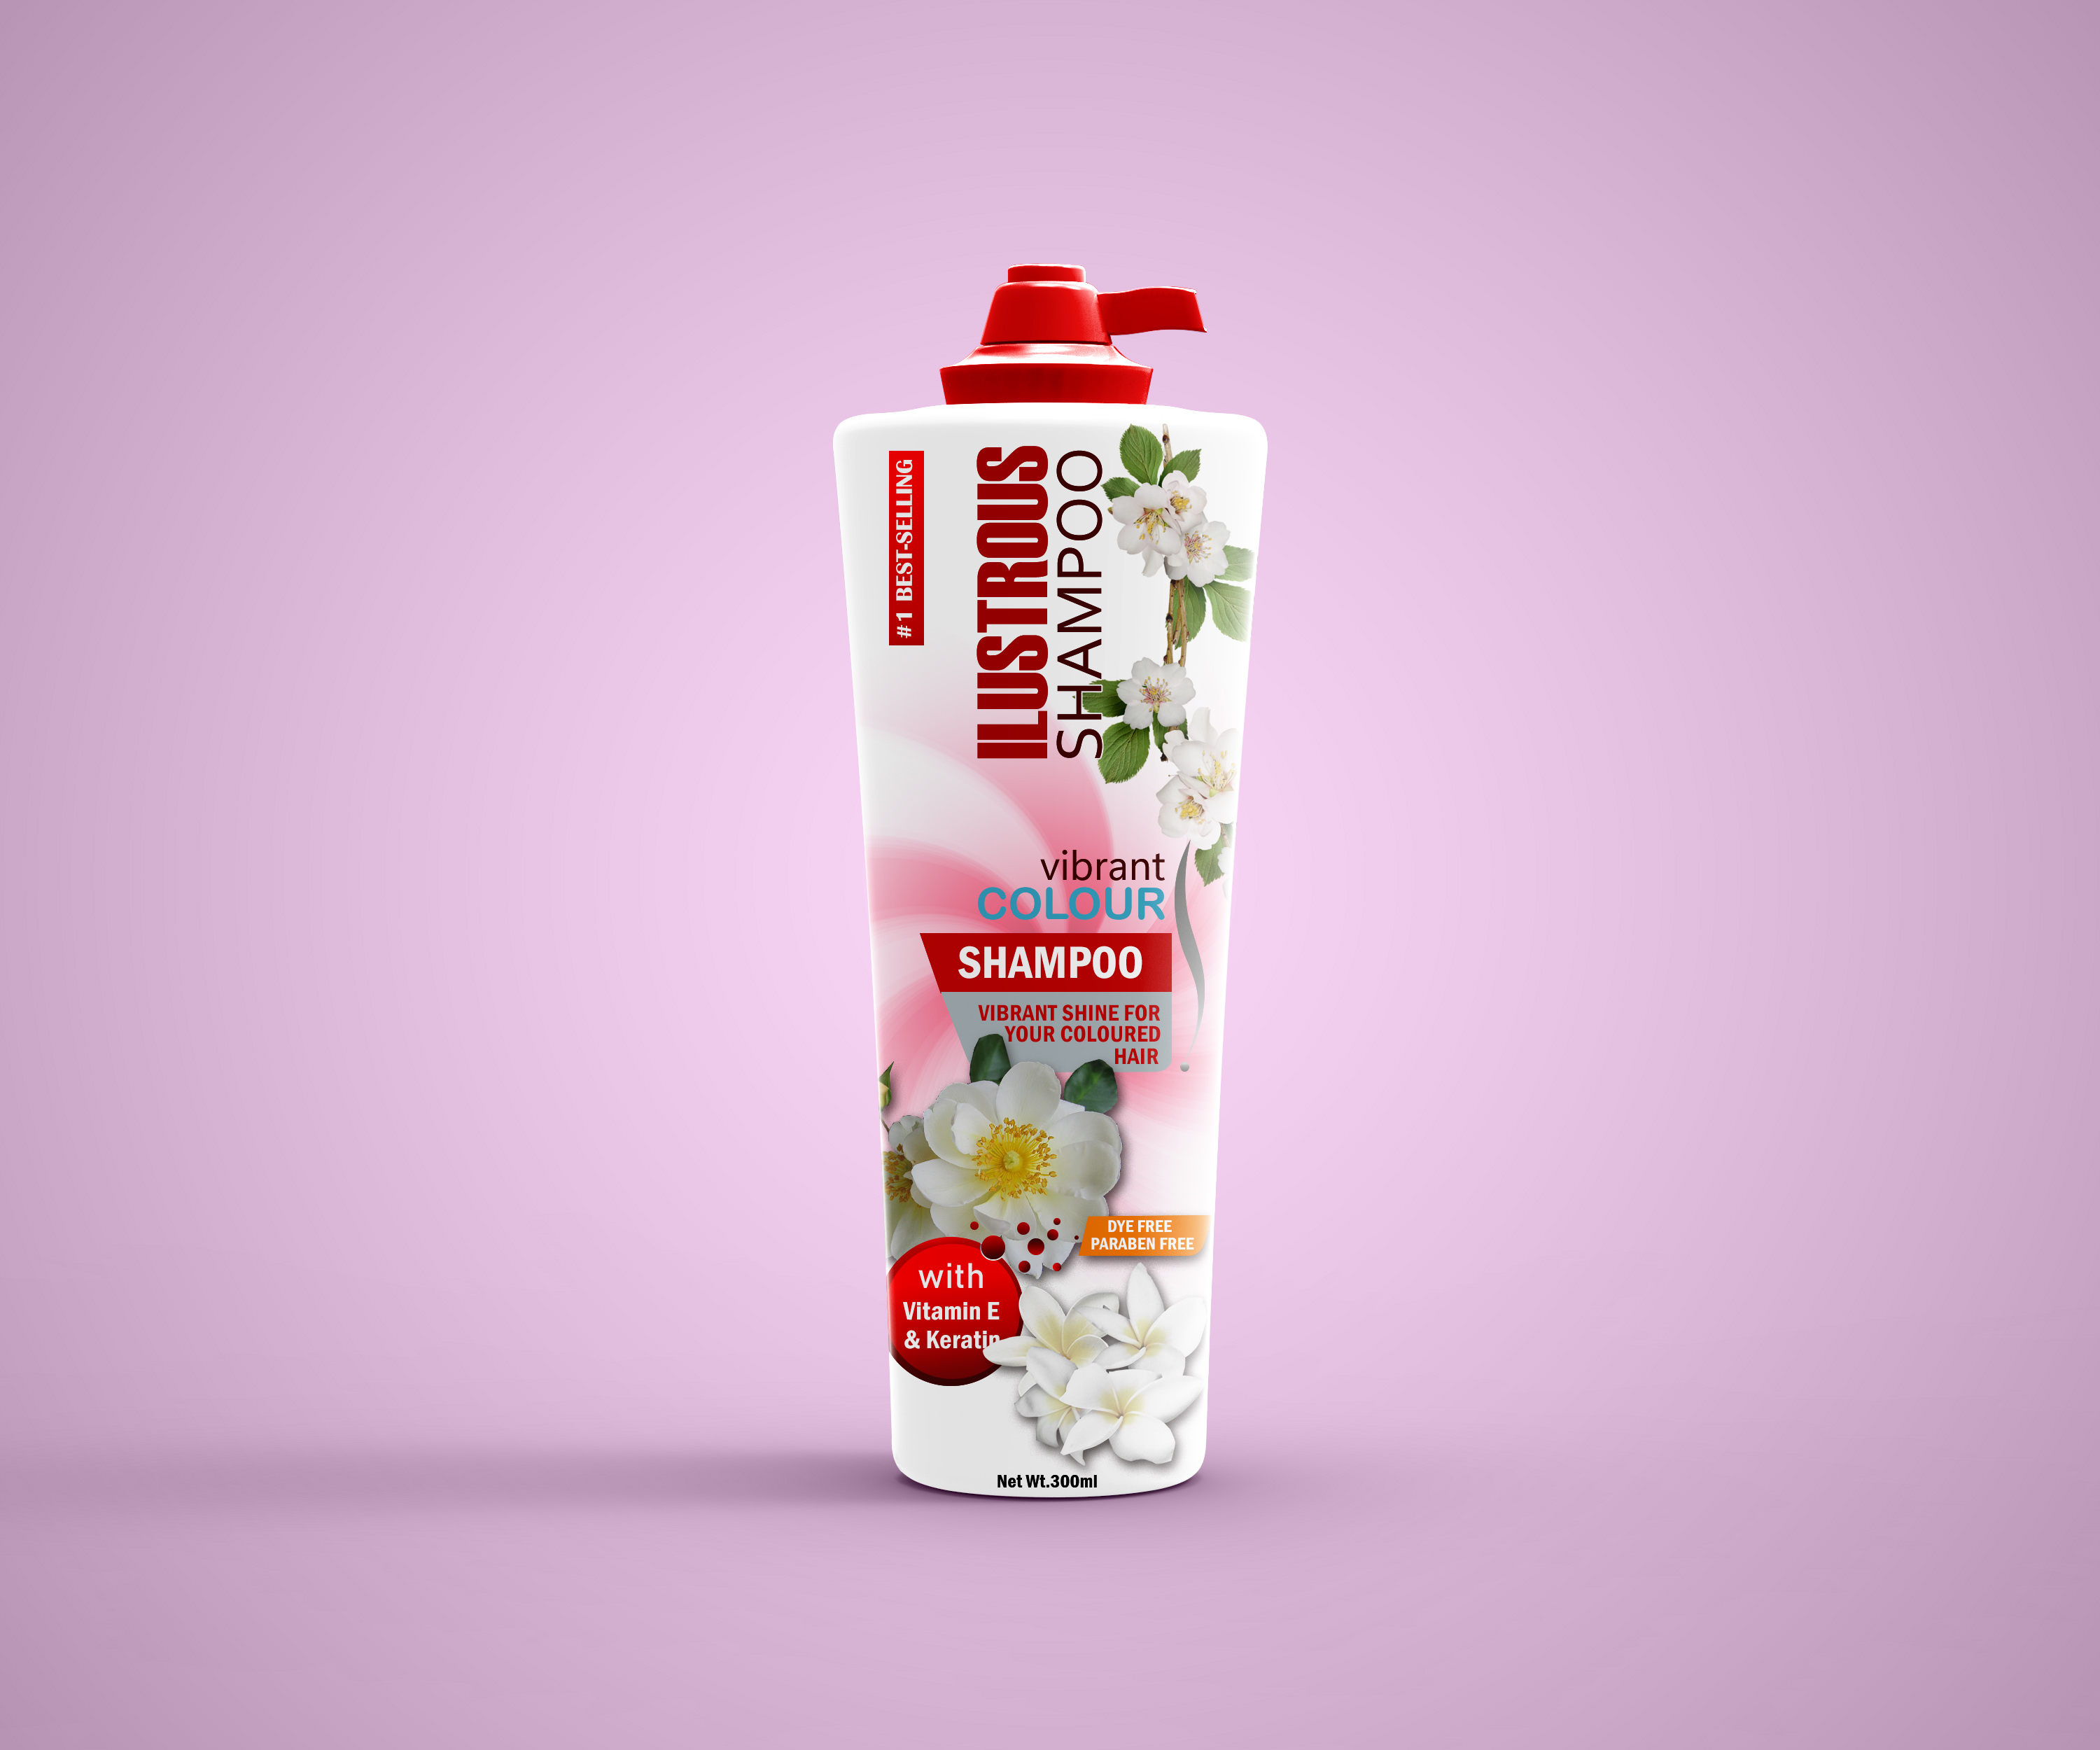 # 1 BEST-SELLING
ILUSTROUS
SHAMPOO
vibrant
COLOUR
SHAMPOO
VIBRANT SHINE FOR
YOUR COLOURED
HAIR
DYE FREE
PARABEN FREE
with
Vitamin E
& Keratin
Net Wt.300ml